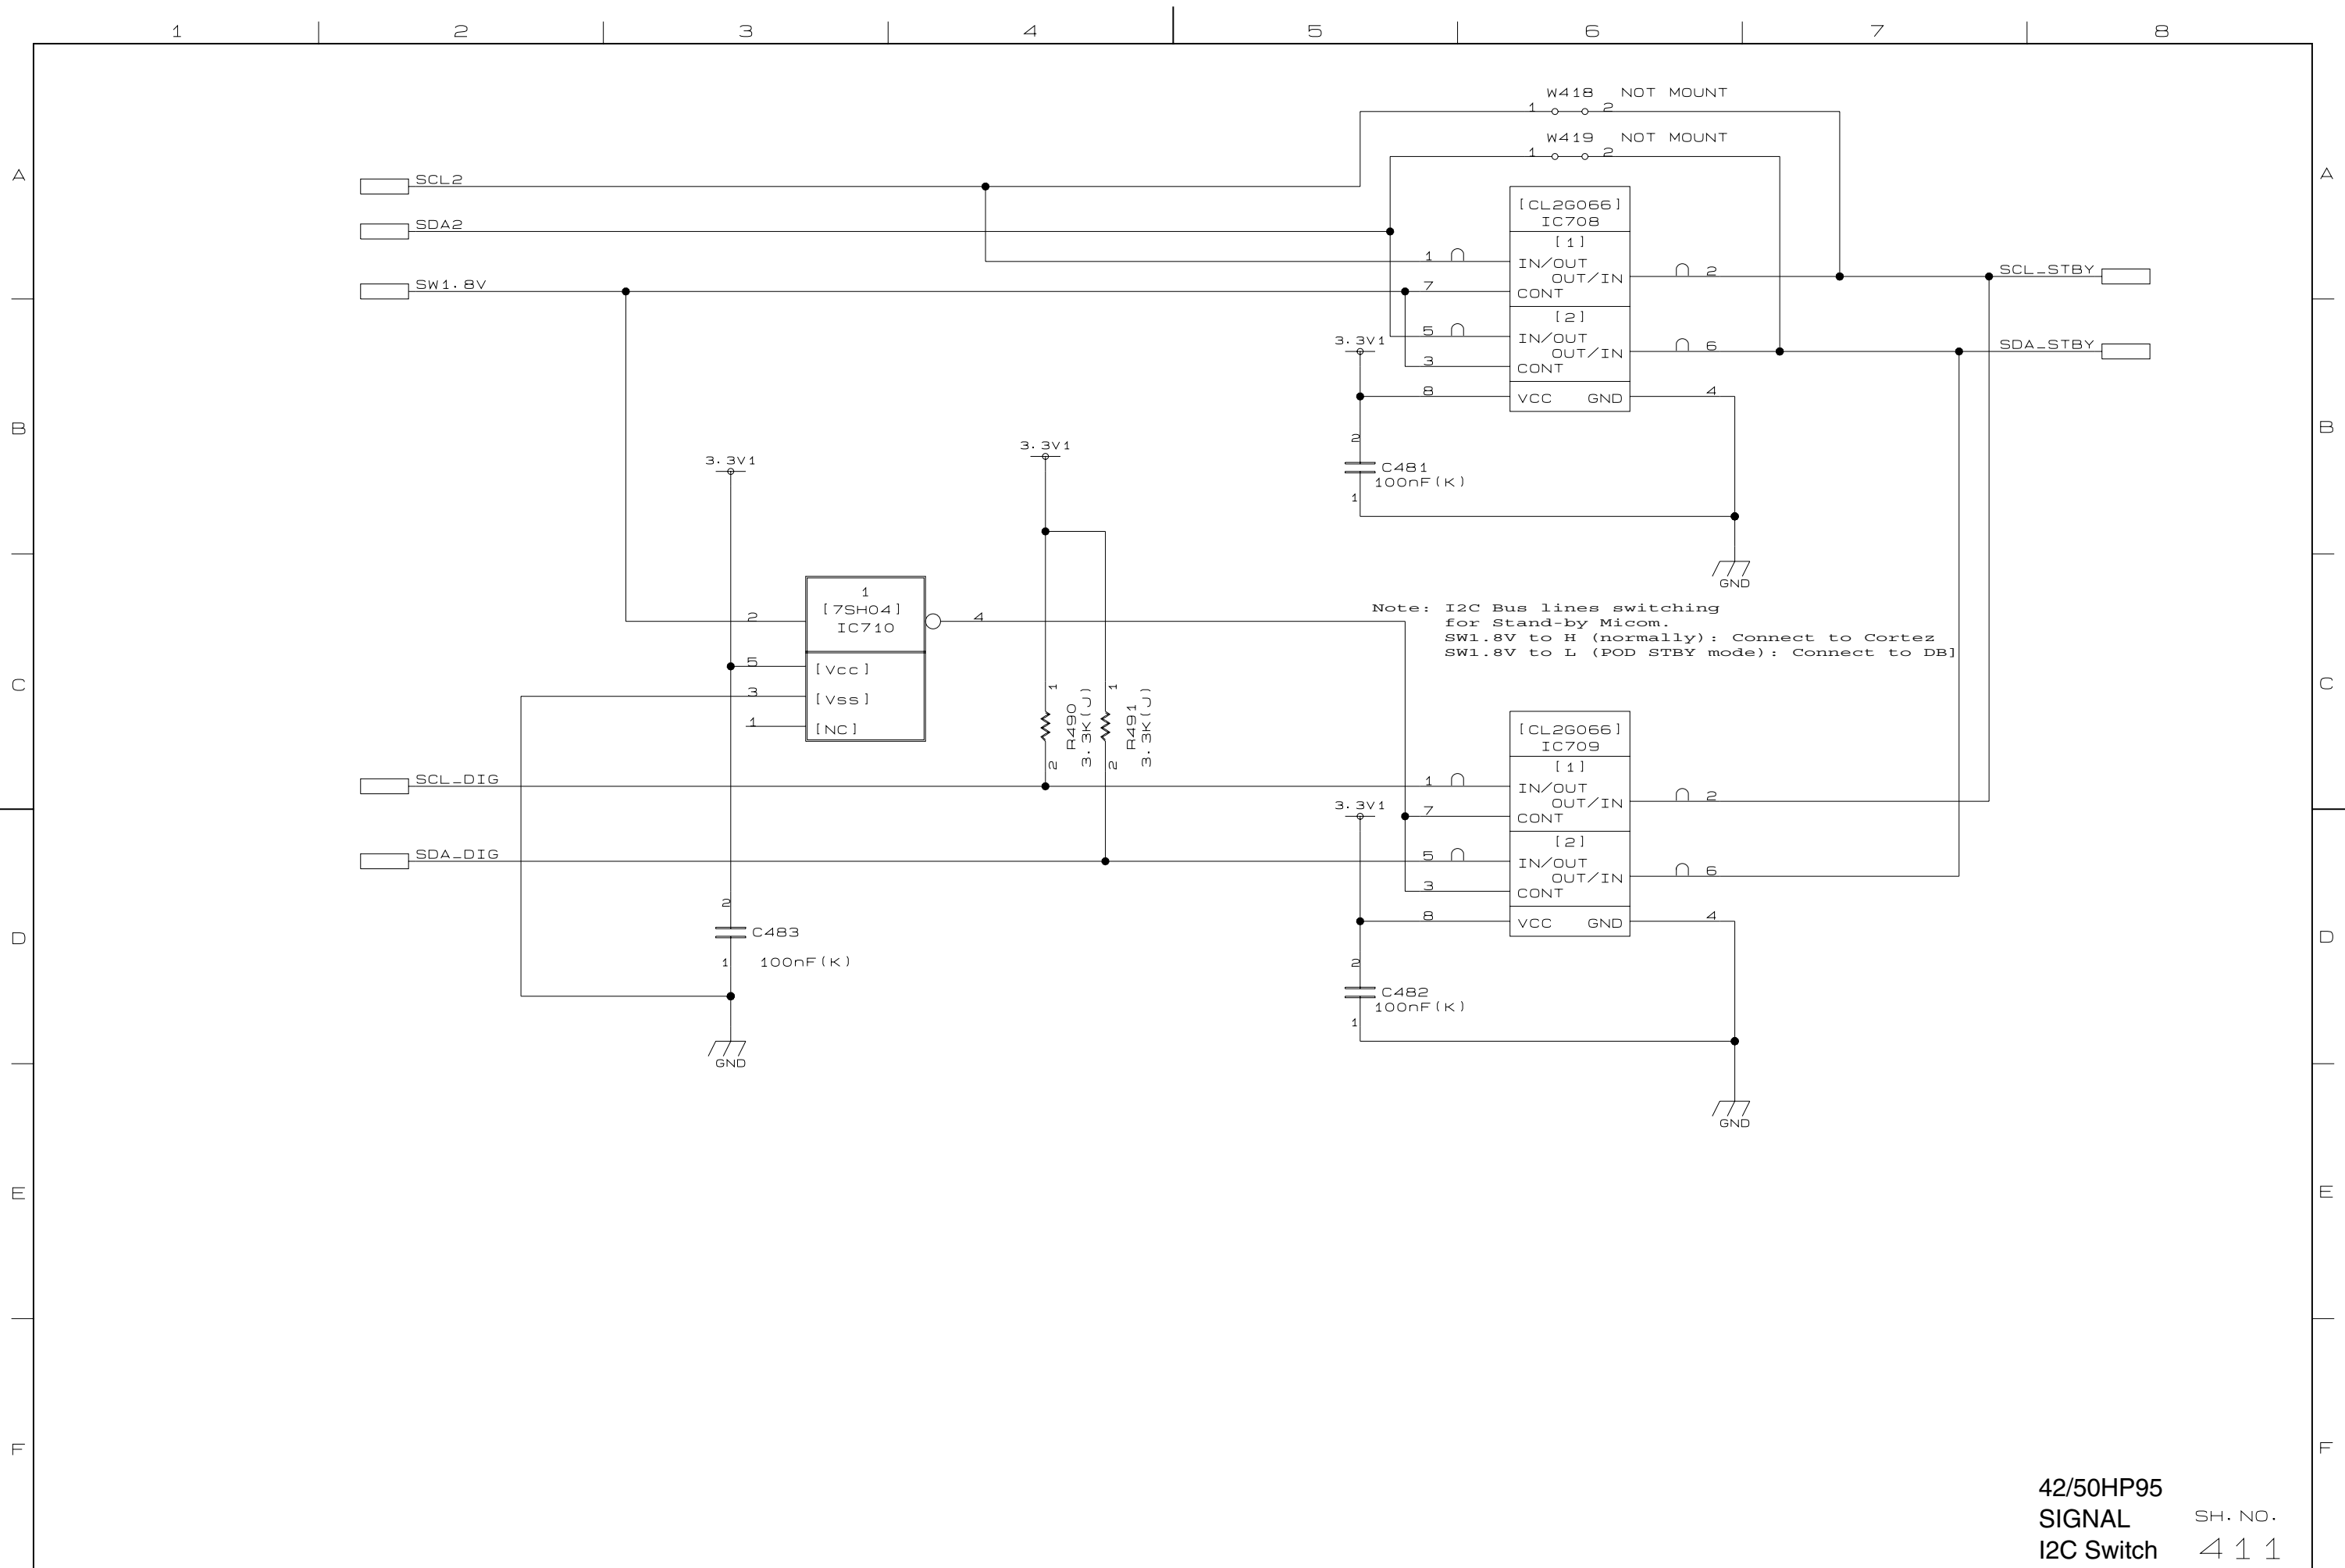 1 2 3 4 5 6 7 8
W418 NOT MOUNT
1 2
W419 NOT MOUNT
1 2
A A
SCL2
SDA2
SW1.8V
[CL2G066]
IC708
[1]
1 IN/OUT
OUT/IN 2
7 CONT
[2]
5 IN/OUT
OUT/IN 6
3 CONT
8 VCC GND 4
SCL_STBY
SDA_STBY
3.3V1
2
C481
100nF(K)
1
GND
B B
3.3V1
3.3V1
1
[7SH04]
IC710
2 4
5 [Vcc]
3 [Vss]
1 [NC]
Note: I2C Bus lines switching
for Stand-by Micom.
SW1.8V to H (normally): Connect to Cortez
SW1.8V to L (POD STBY mode): Connect to DB]
C C
1
R490
3.3K(J)
2
1
R491
3.3K(J)
2
SCL_DIG
SDA_DIG
[CL2G066]
IC709
[1]
1 IN/OUT
OUT/IN 2
7 CONT
[2]
5 IN/OUT
OUT/IN 6
3 CONT
8 VCC GND 4
3.3V1
2
C483
1 100nF(K)
GND
D D
2
C482
100nF(K)
1
GND
E E
F F
42/50HP95
SIGNAL SH.NO.
I2C Switch 411